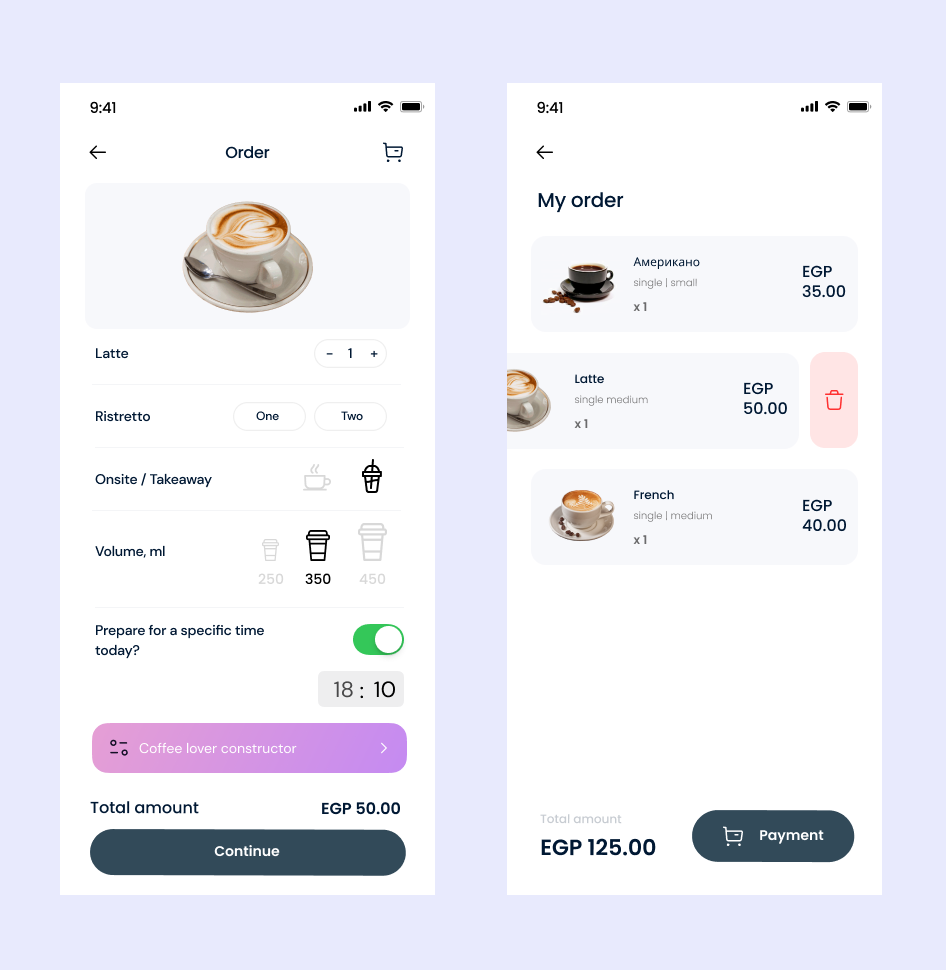 9:41
Order
Latte
- 1 +
Ristretto
One
Two
Onsite / Takeaway
Volume, ml
250
350
450
Prepare for a specific time
today?
18 : 10
Coffee lover constructor
Total amount
EGP 50.00
Continue
9:41
My order
Американо
single | small
x 1
EGP
35.00
Latte
single medium
x 1
EGP
50.00
French
single | medium
x 1
EGP
40.00
Total amount
EGP 125.00
Payment